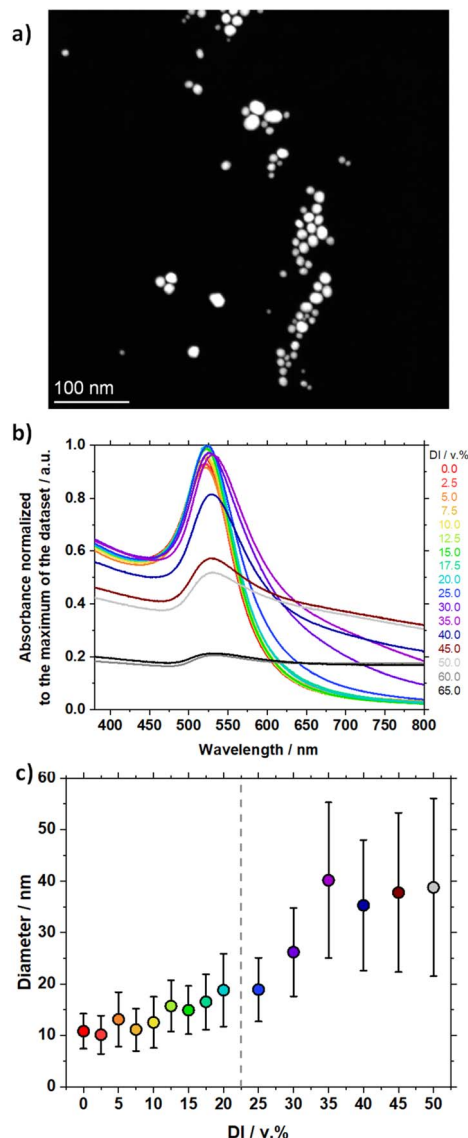 a)
100 nm
b)
Absorbance normalized
to the maximum of the dataset / a.u.
1.0
0.8
0.6
0.4
0.2
0.0
400 450 500 550 600 650 700 750 800
Wavelength / nm
DI / v.%
0.0
2.5
5.0
7.5
10.0
12.5
15.0
17.5
20.0
25.0
30.0
35.0
40.0
45.0
50.0
60.0
65.0
c)
Diameter / nm
60
50
40
30
20
10
0
0 5 10 15 20 25 30 35 40 45 50
DI / v.%